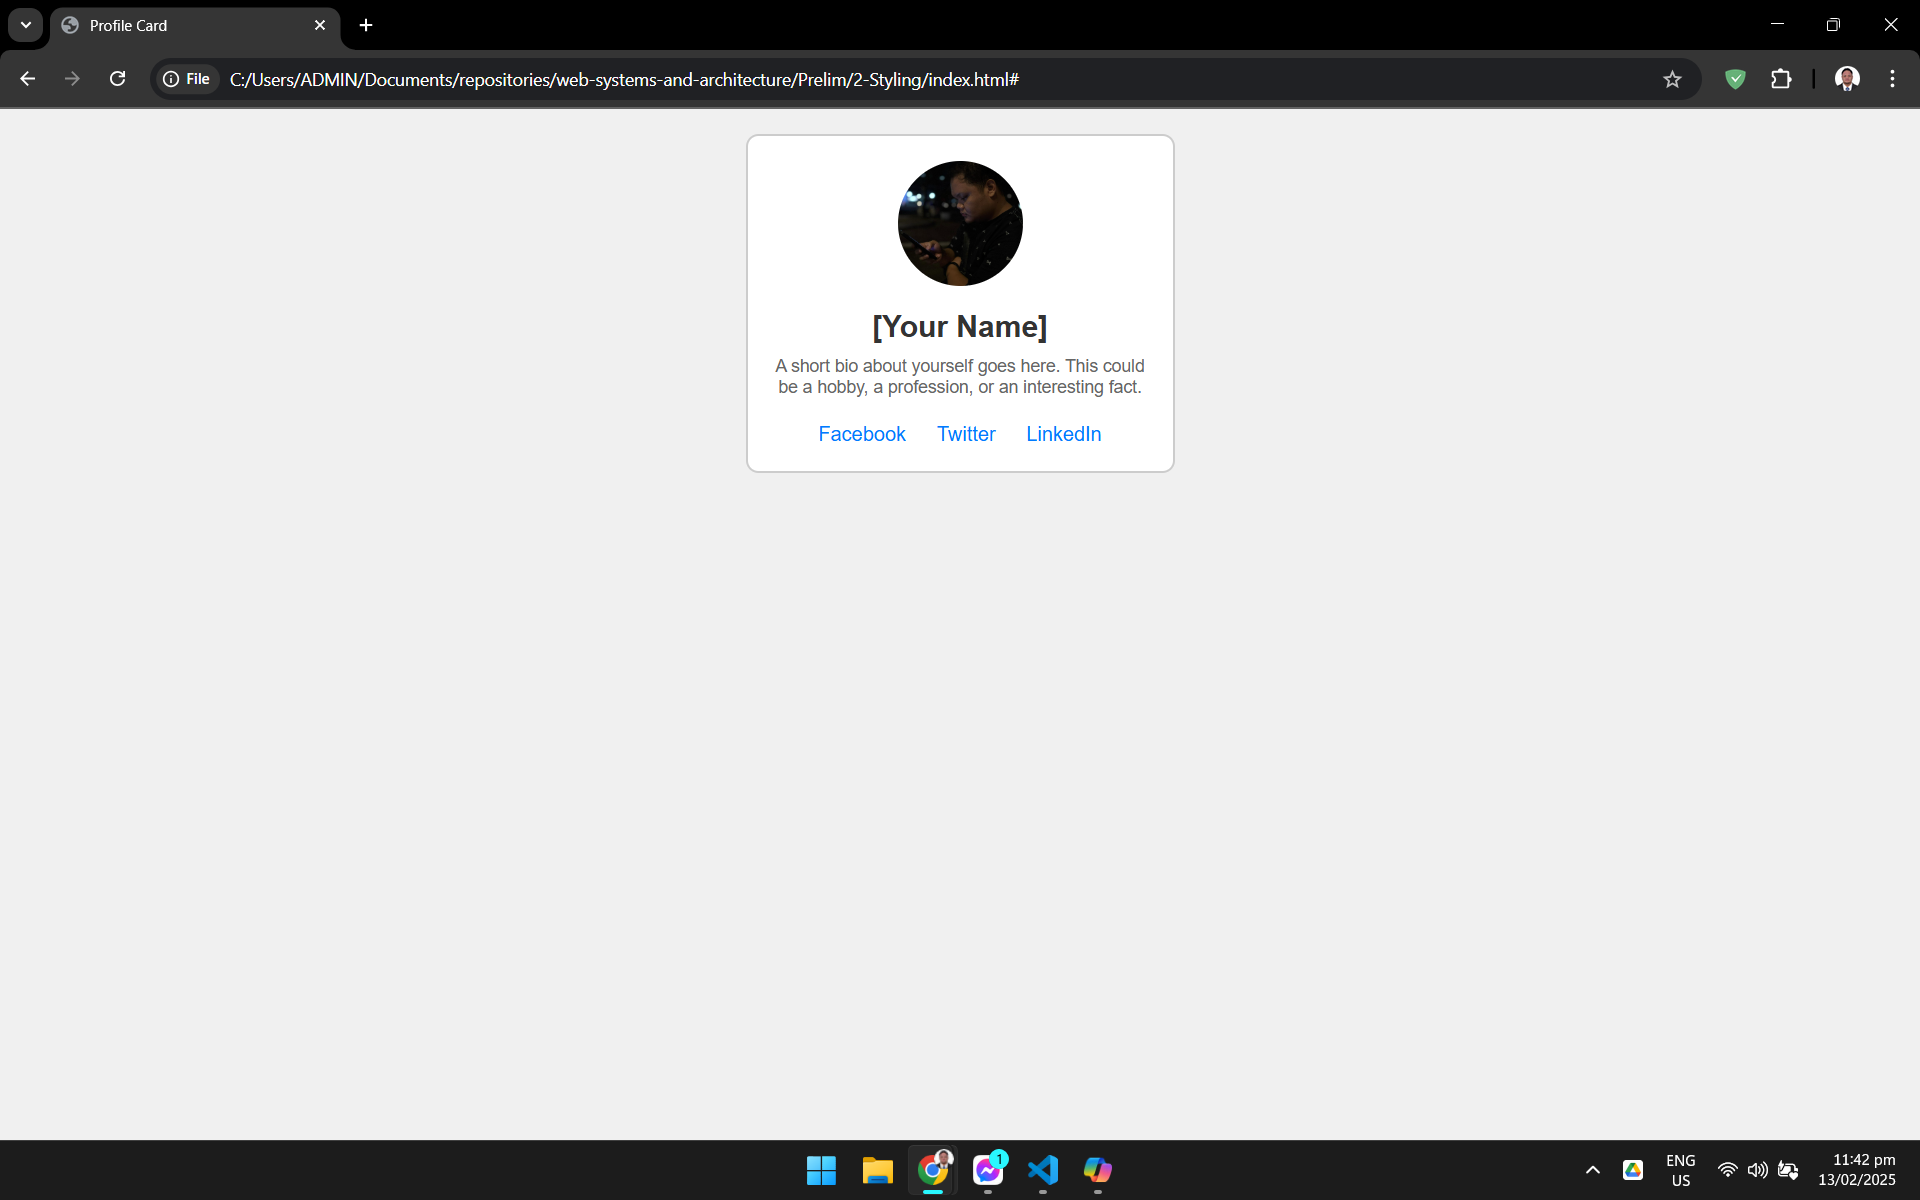 Profile Card
File
C:/Users/ADMIN/Documents/repositories/web-systems-and-architecture/Prelim/2-Styling/index.html#
[Your Name]
A short bio about yourself goes here. This could
be a hobby, a profession, or an interesting fact.
Facebook Twitter LinkedIn
1
ENG
US
11:42 pm
13/02/2025